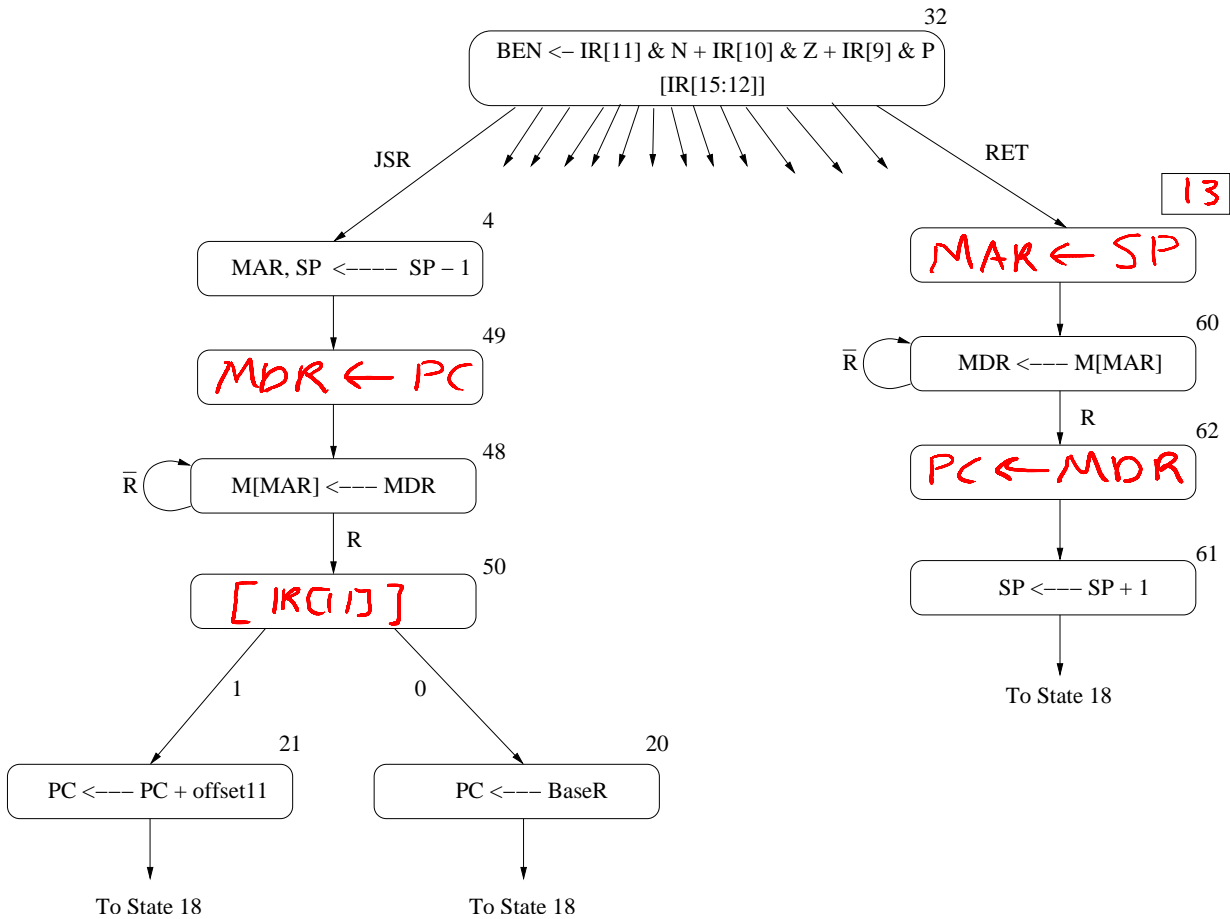 32
BEN <– IR[11] & N + IR[10] & Z + IR[9] & P
[IR[15:12]]
JSR
RET
13
4
MAR, SP <–––– SP – 1
MAR ← SP
49
MDR ← PC
60
R̅
MDR <––– M[MAR]
R
48
R̅
M[MAR] <––– MDR
R
62
PC ← MDR
50
[IR[11]]
61
SP <––– SP + 1
1
0
To State 18
21
PC <––– PC + offset11
20
PC <––– BaseR
To State 18
To State 18